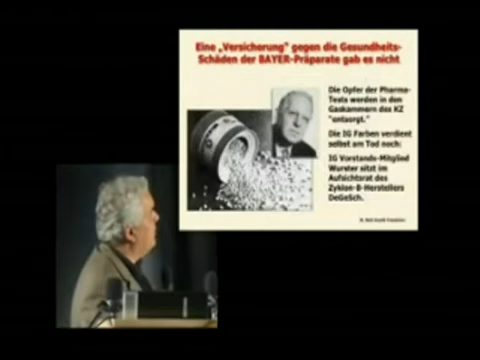 Eine „Versicherung" gegen die Gesundheits-
Schäden der BAYER-Präparate gab es nicht
Die Opfer der Pharma-
Tests werden in den
Gaskammern des KZ
"entsorgt."
Die IG Farben verdient
selbst am Tod noch:
IG Vorstands-Mitglied
Wurster sitzt im
Aufsichtsrat des
Zyklon-B-Herstellers
DeGeSch.